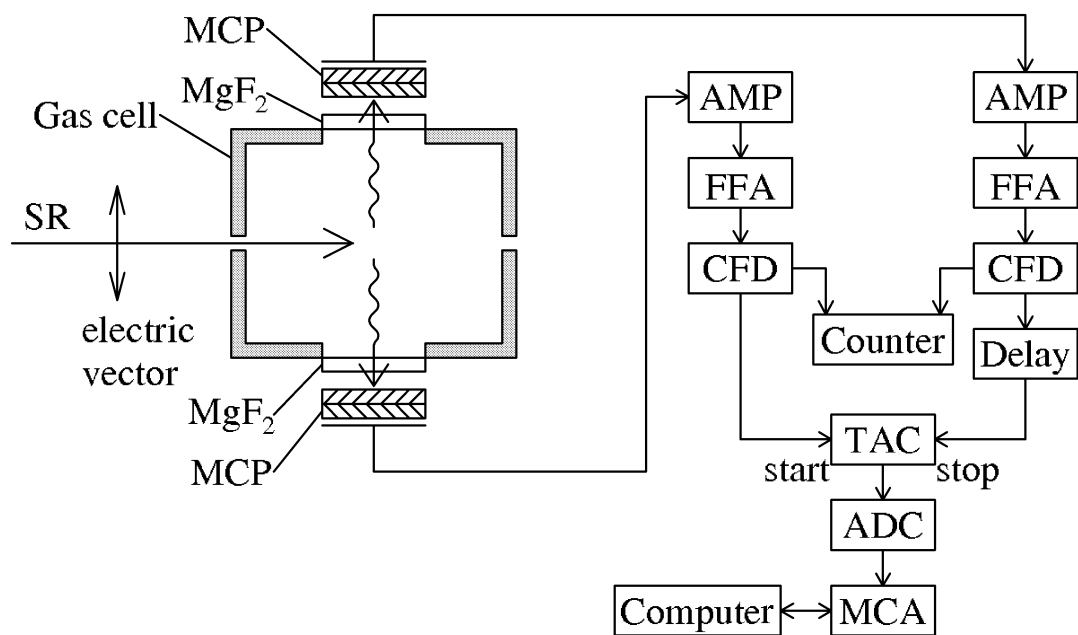 MCP
MgF2
Gas cell
SR
electric
vector
MgF2
MCP
AMP
AMP
FFA
FFA
CFD
CFD
Counter
Delay
TAC
start
stop
ADC
Computer
MCA